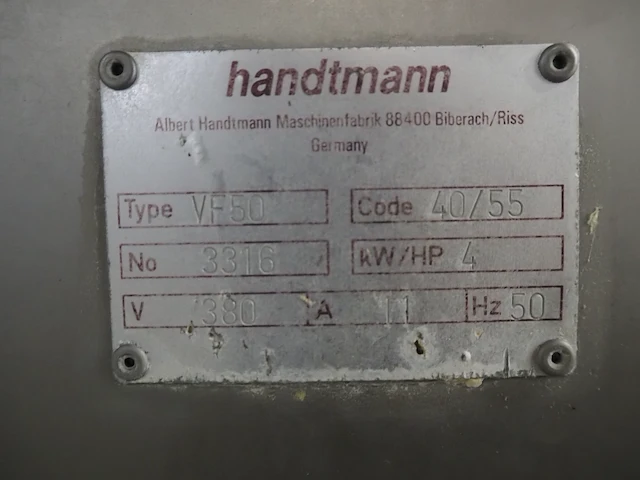 handtmann
Albert Handtmann Maschinenfabrik 88400 Biberach/Riss
Germany
Type VF50 Code 40/55
No 3316 kW/HP 4
V 380 A 11 Hz 50